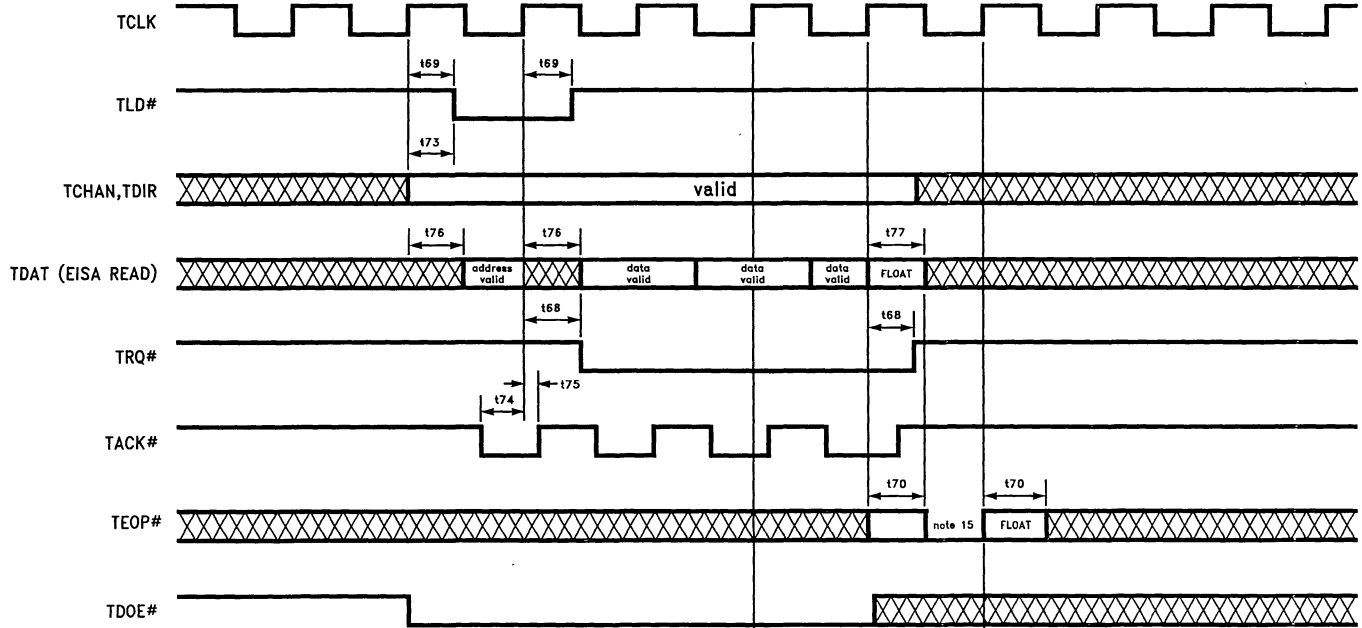 TCLK
t69 t69
TLD#
t73
TCHAN,TDIR valid
t76 t76 t77
TDAT (EISA READ) address valid data valid data valid data valid FLOAT
t68 t68
TRQ#
t75
t74
TACK#
t70 t70
TEOP# note 15 FLOAT
TDOE#